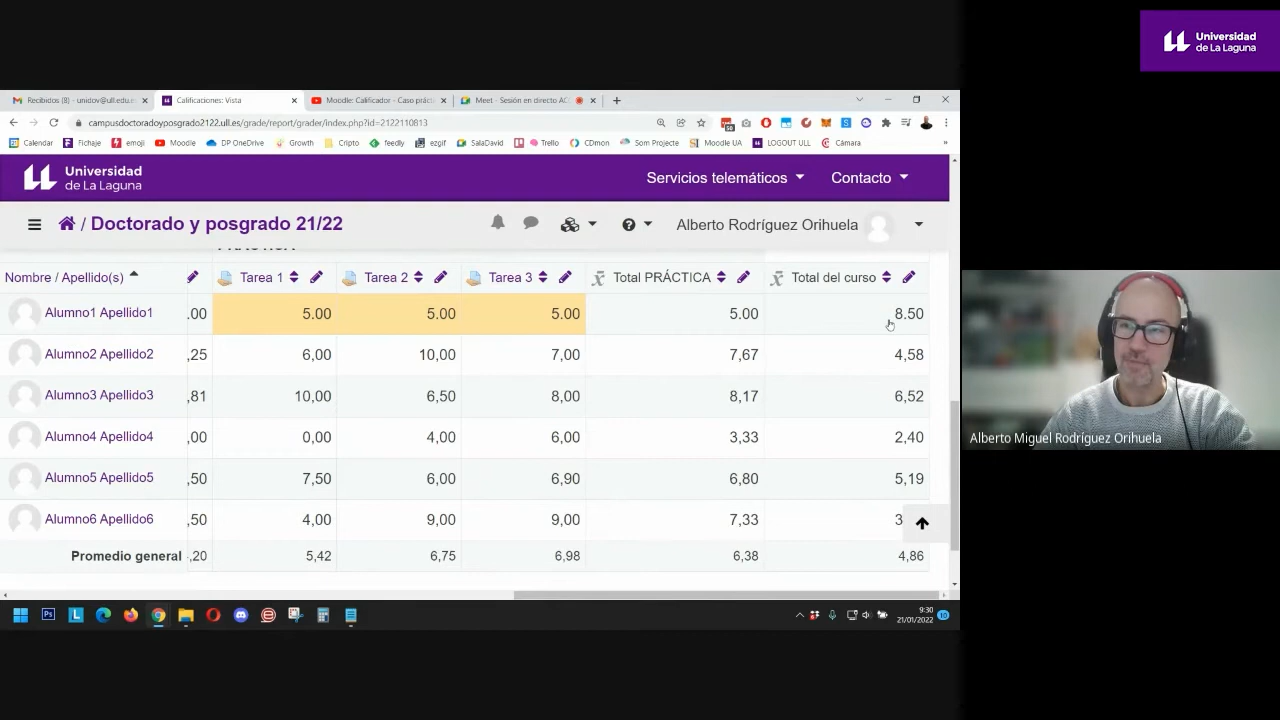 Universidad
de La Laguna
Recibidos (8) - unidov@ull.edu.e
Calificaciones: Vista
Moodle: Calificador - Caso práctic
Meet - Sesión en directo AC
campusdoctoradoyposgrado2122.ull.es/grade/report/grader/index.php?id=2122110813
Calendar Fichaje emoji Moodle DP OneDrive Growth Cripto feedly ezgif SalaDavid Trello CDmon Som Projecte Moodle UA LOGOUT ULL Cámara
Universidad
de La Laguna
Servicios telemáticos Contacto
/ Doctorado y posgrado 21/22
Alberto Rodríguez Orihuela
PRÁCTICA
Nombre / Apellido(s) Tarea 1 Tarea 2 Tarea 3 Total PRÁCTICA Total del curso
Alumno1 Apellido1 ,00 5,00 5,00 5,00 5,00 8,50
Alumno2 Apellido2 ,25 6,00 10,00 7,00 7,67 4,58
Alumno3 Apellido3 ,81 10,00 6,50 8,00 8,17 6,52
Alumno4 Apellido4 ,00 0,00 4,00 6,00 3,33 2,40
Alumno5 Apellido5 ,50 7,50 6,00 6,90 6,80 5,19
Alumno6 Apellido6 ,50 4,00 9,00 9,00 7,33 3
Promedio general ,20 5,42 6,75 6,98 6,38 4,86
9:30
21/01/2022
Alberto Miguel Rodríguez Orihuela